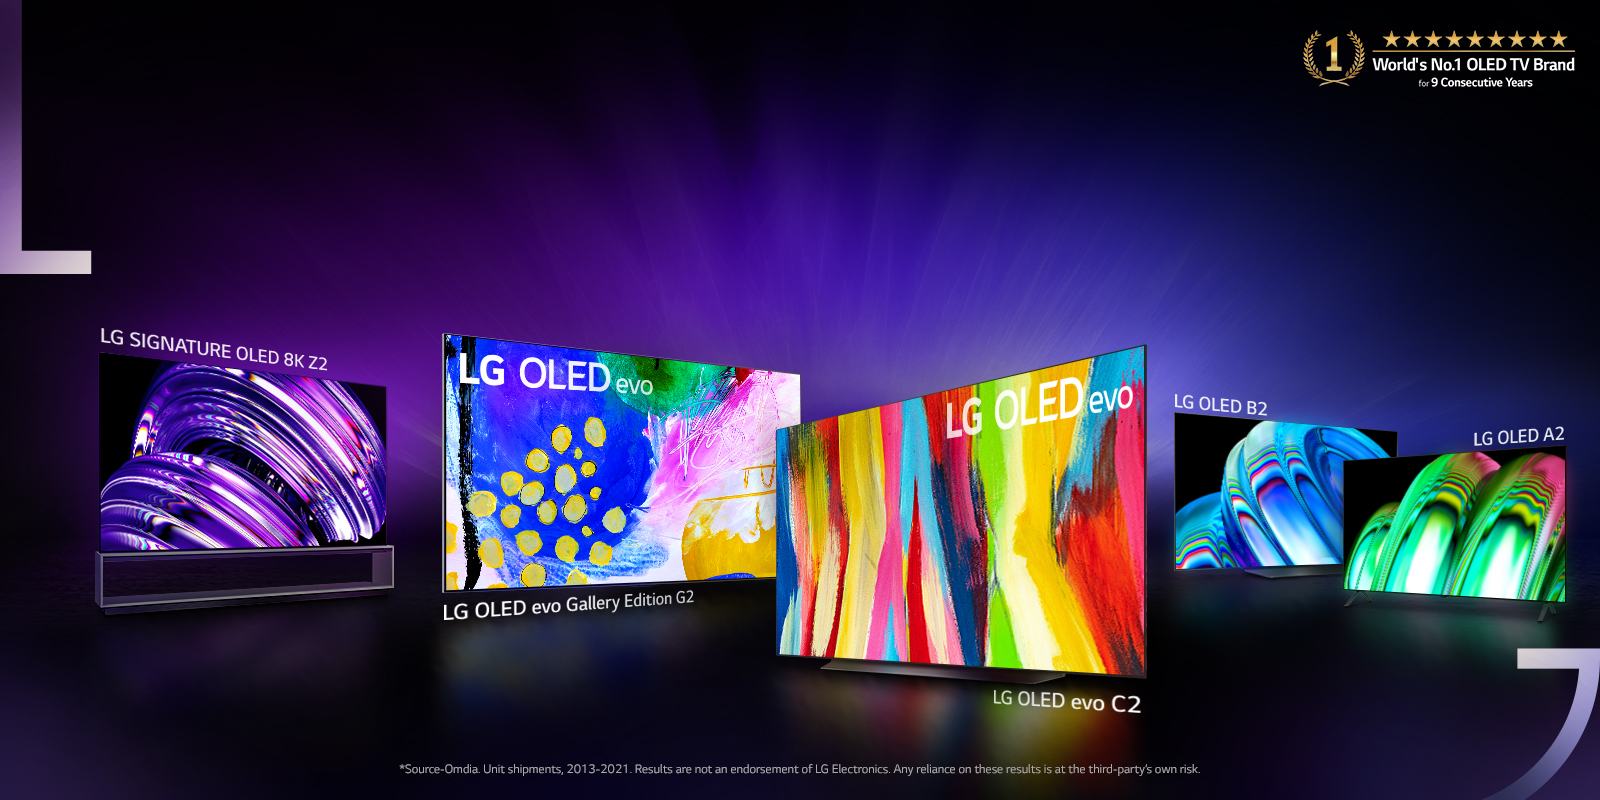 1
World's No.1 OLED TV Brand
for 9 Consecutive Years
LG SIGNATURE OLED 8K Z2
LG OLED evo
LG OLED evo Gallery Edition G2
LG OLED evo
LG OLED evo C2
LG OLED B2
LG OLED A2
*Source-Omdia. Unit shipments, 2013-2021. Results are not an endorsement of LG Electronics. Any reliance on these results is at the third-party's own risk.